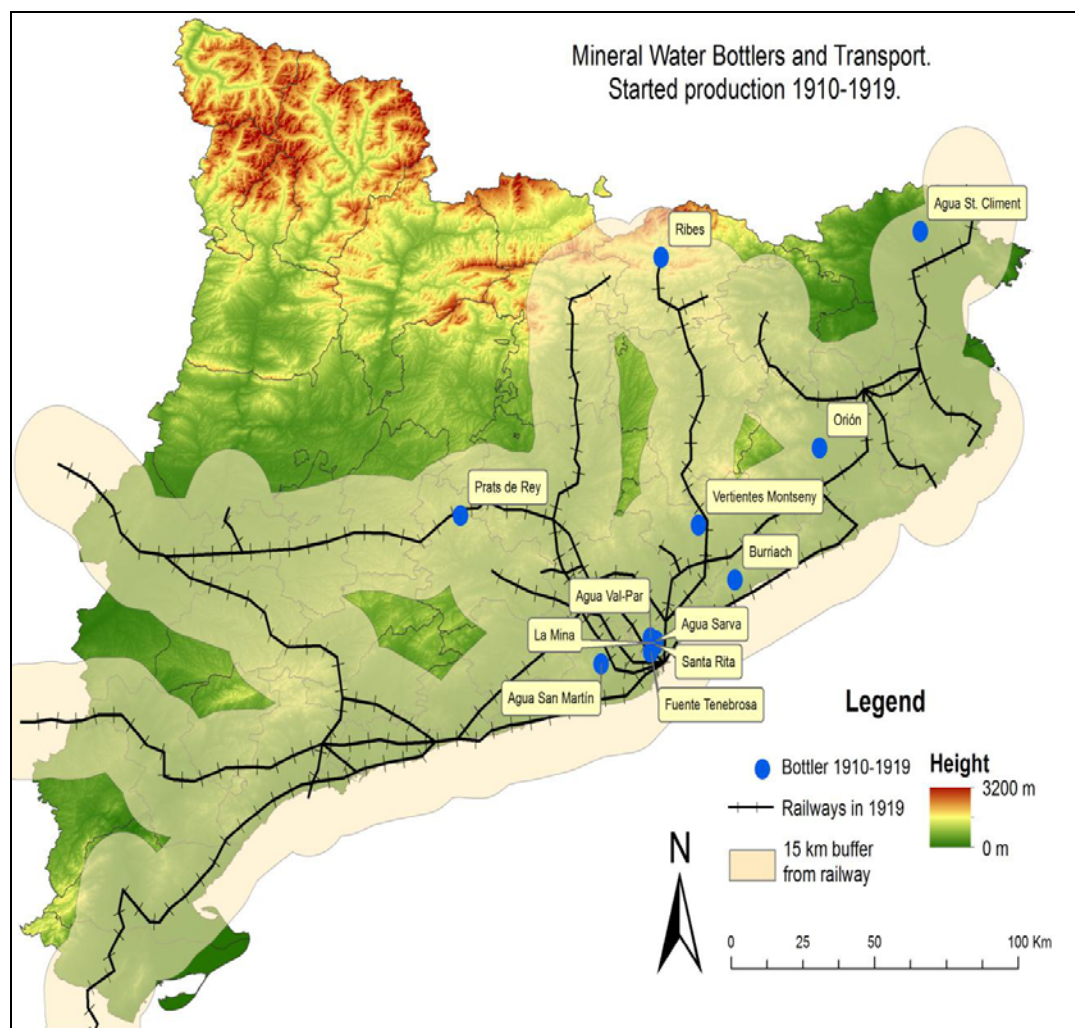 Mineral Water Bottlers and Transport.
Started production 1910-1919.
Agua St. Climent
Ribes
Orión
Prats de Rey
Vertientes Montseny
Burriach
Agua Val-Par
Agua Sarva
La Mina
Santa Rita
Agua San Martín
Fuente Tenebrosa
Legend
Bottler 1910-1919
Railways in 1919
15 km buffer
from railway
Height
3200 m
0 m
N
0 25 50 100 Km